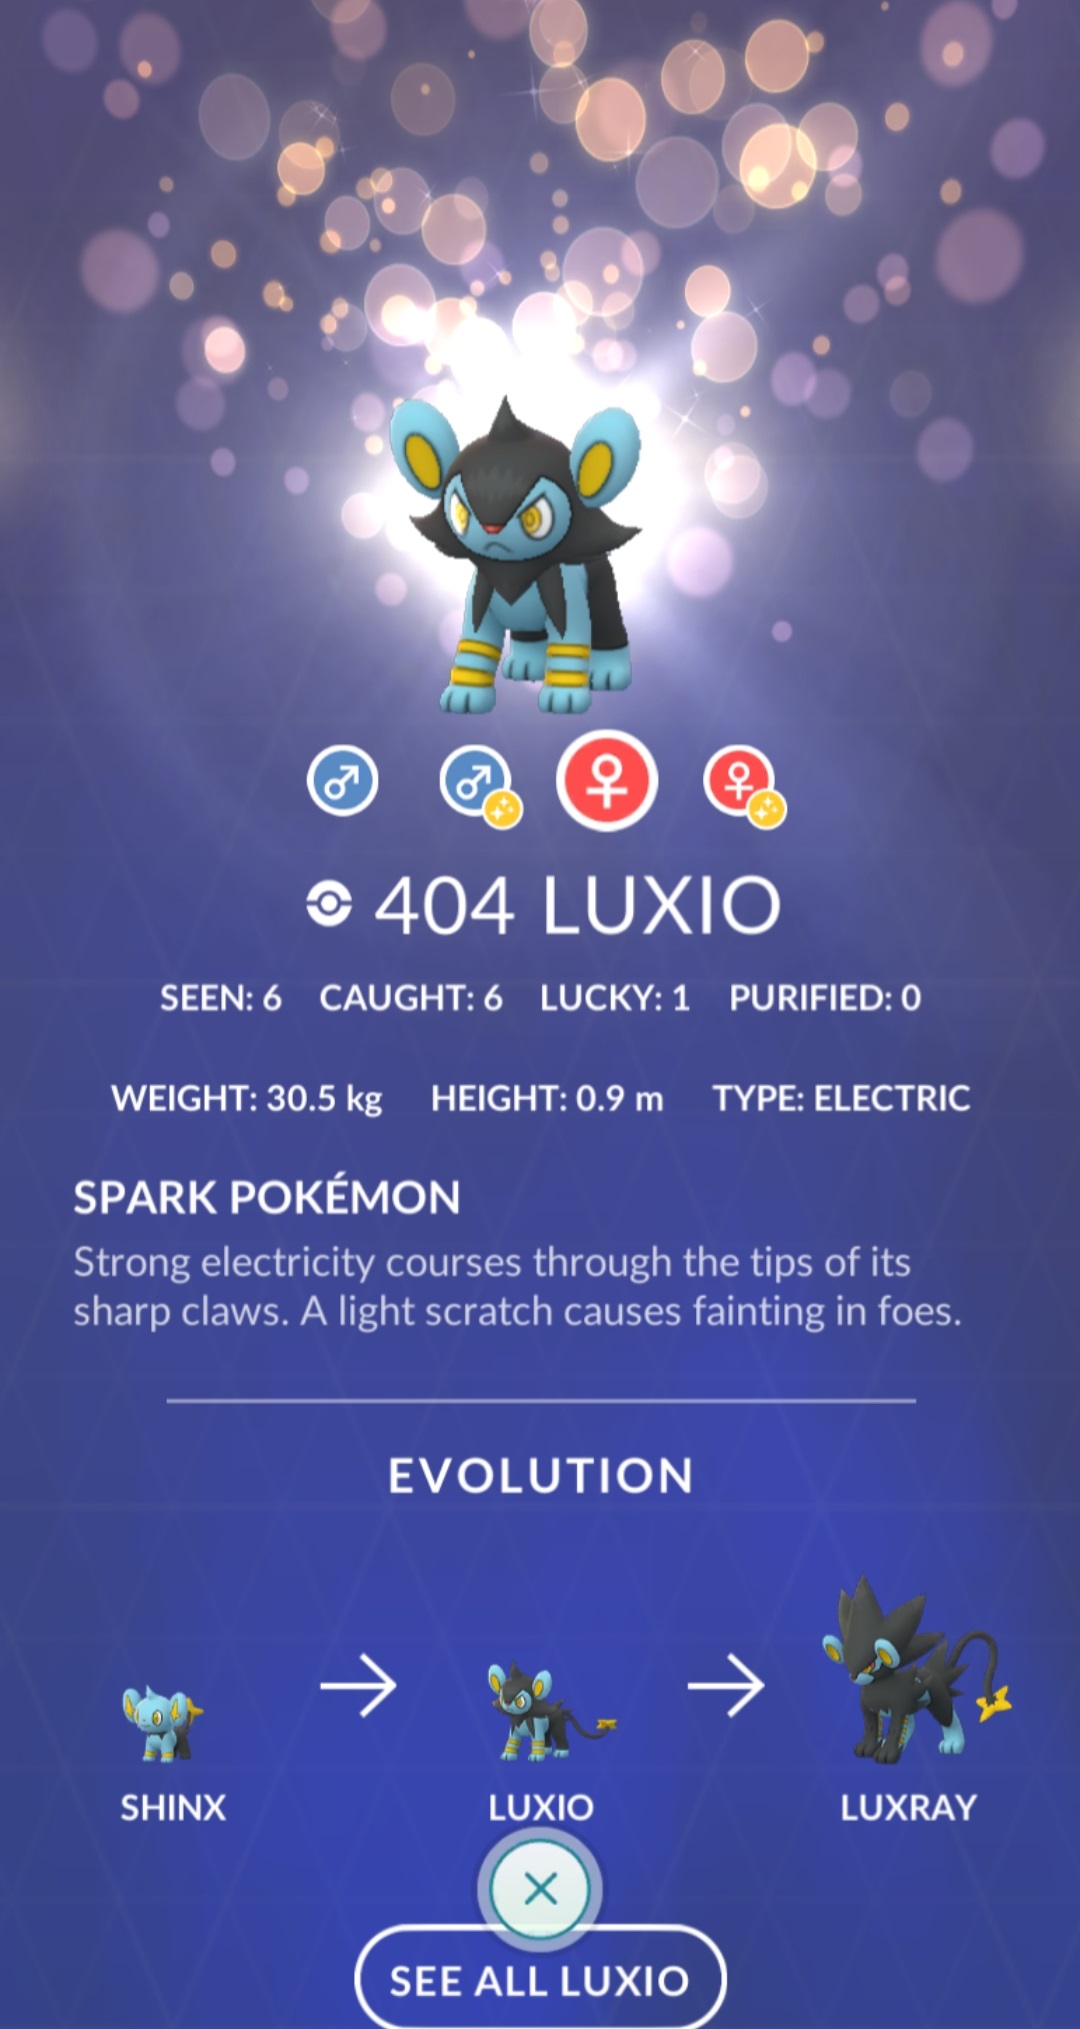 404 LUXIO
SEEN: 6 CAUGHT: 6 LUCKY: 1 PURIFIED: 0
WEIGHT: 30.5 kg HEIGHT: 0.9 m TYPE: ELECTRIC
SPARK POKÉMON
Strong electricity courses through the tips of its
sharp claws. A light scratch causes fainting in foes.
EVOLUTION
SHINX LUXIO LUXRAY
SEE ALL LUXIO